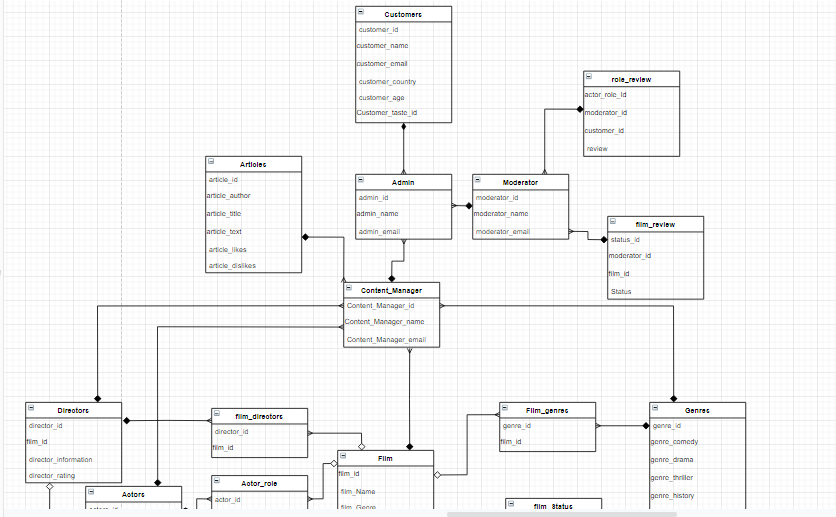 Customers
customer_id
customer_name
customer_email
customer_country
customer_age
Customer_taste_id
role_review
actor_role_id
moderator_id
customer_id
review
Articles
article_id
article_author
article_title
article_text
article_likes
article_dislikes
Admin
admin_id
admin_name
admin_email
Moderator
moderator_id
moderator_name
moderator_email
film_review
status_id
moderator_id
film_id
Status
Content_Manager
Content_Manager_id
Content_Manager_name
Content_Manager_email
Directors
director_id
film_id
director_information
director_rating
film_directors
director_id
film_id
Film_genres
genre_id
film_id
Genres
genre_id
genre_comedy
genre_drama
genre_thriller
genre_history
Film
film_id
film_Name
film_Genre
Actors
Actor_role
actor_id
film_Status